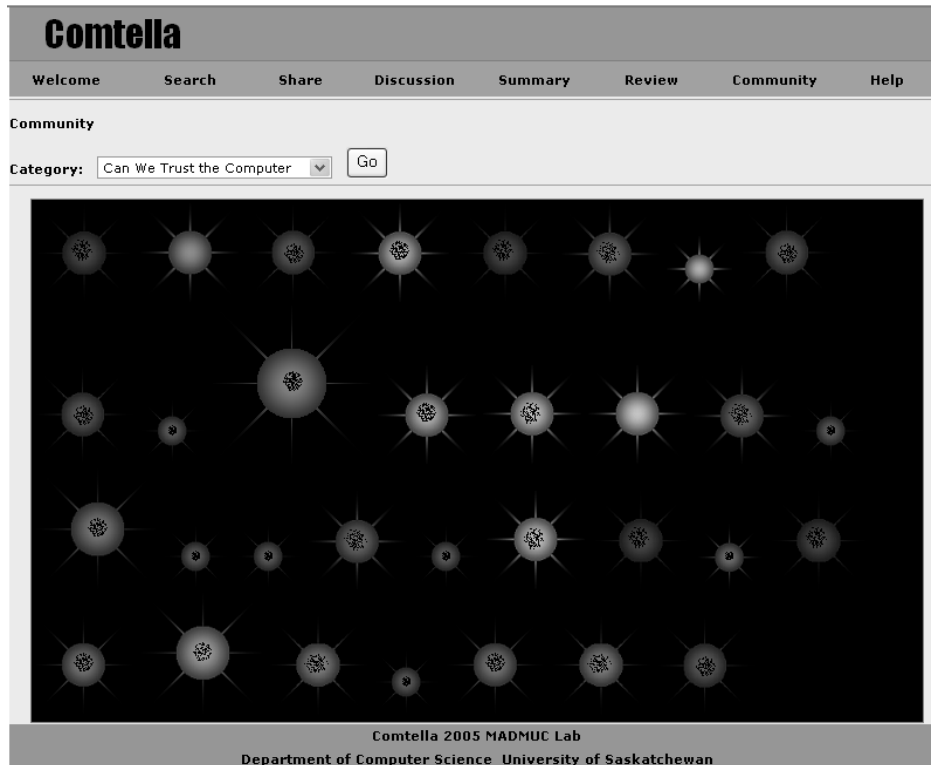 Comtella
Welcome Search Share Discussion Summary Review Community Help
Community
Category: Can We Trust the Computer Go
Comtella 2005 MADMUC Lab
Department of Computer Science University of Saskatchewan